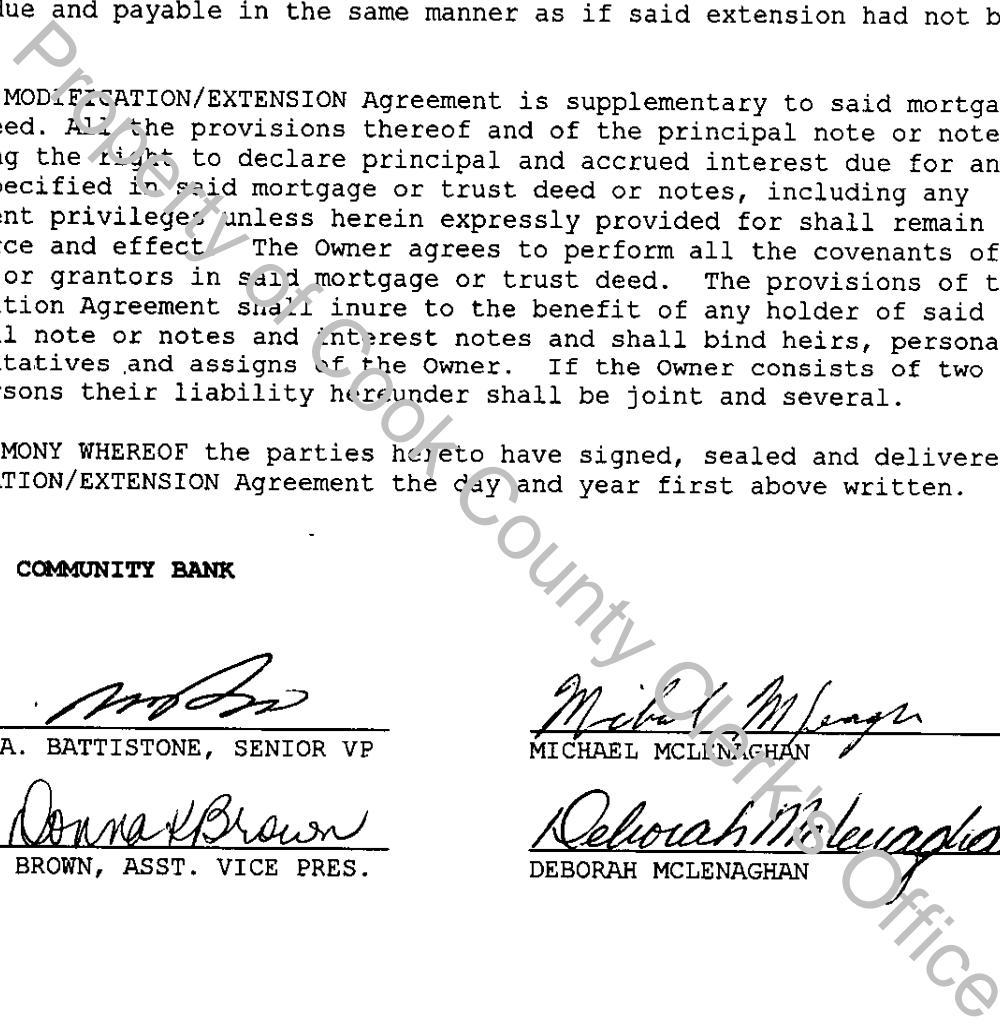 due and payable in the same manner as if said extension had not b
MODIFICATION/EXTENSION Agreement is supplementary to said mortga
eed. All the provisions thereof and of the principal note or note
ng the right to declare principal and accrued interest due for an
pecified in said mortgage or trust deed or notes, including any
ent privileges unless herein expressly provided for shall remain
rce and effect. The Owner agrees to perform all the covenants of
or grantors in said mortgage or trust deed. The provisions of t
tion Agreement shall inure to the benefit of any holder of said
l note or notes and interest notes and shall bind heirs, persona
tatives and assigns of the Owner. If the Owner consists of two
rsons their liability hereunder shall be joint and several.
MONY WHEREOF the parties hereto have signed, sealed and delivere
TION/EXTENSION Agreement the day and year first above written.
COMMUNITY BANK
A. BATTISTONE, SENIOR VP
MICHAEL MCLENAGHAN
Donna K Brown
Deborah McLenaghan
BROWN, ASST. VICE PRES.
DEBORAH MCLENAGHAN
Property of Cook County Clerk's Office